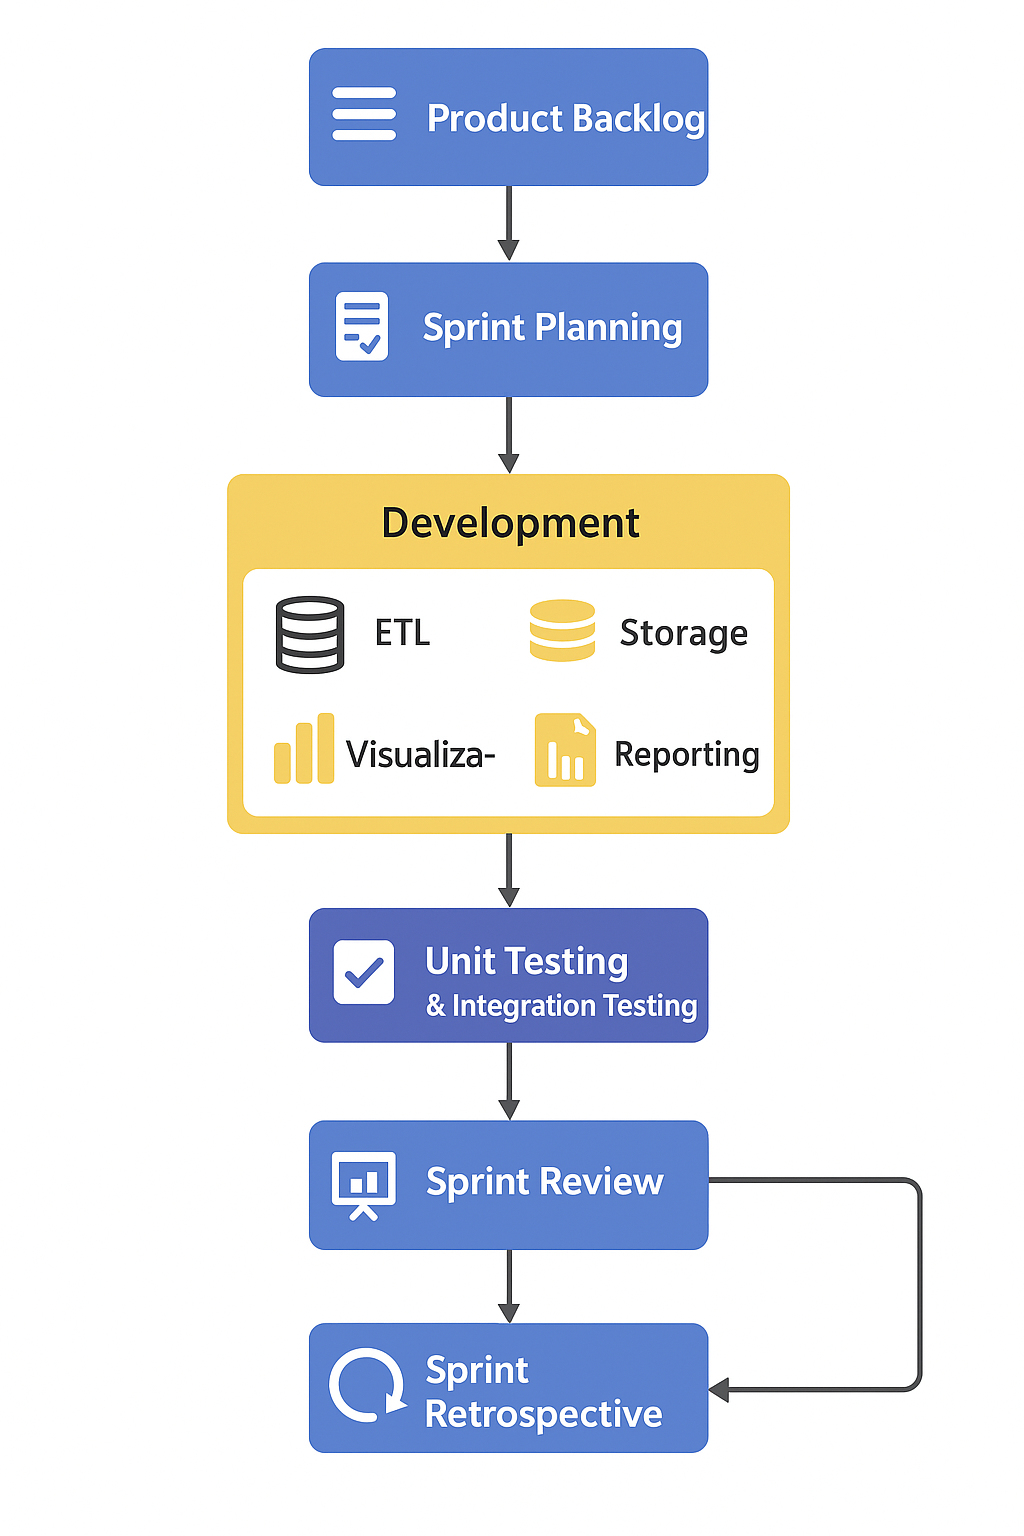 Product Backlog
Sprint Planning
Development
ETL
Storage
Visualiza-
Reporting
Unit Testing
& Integration Testing
Sprint Review
Sprint
Retrospective